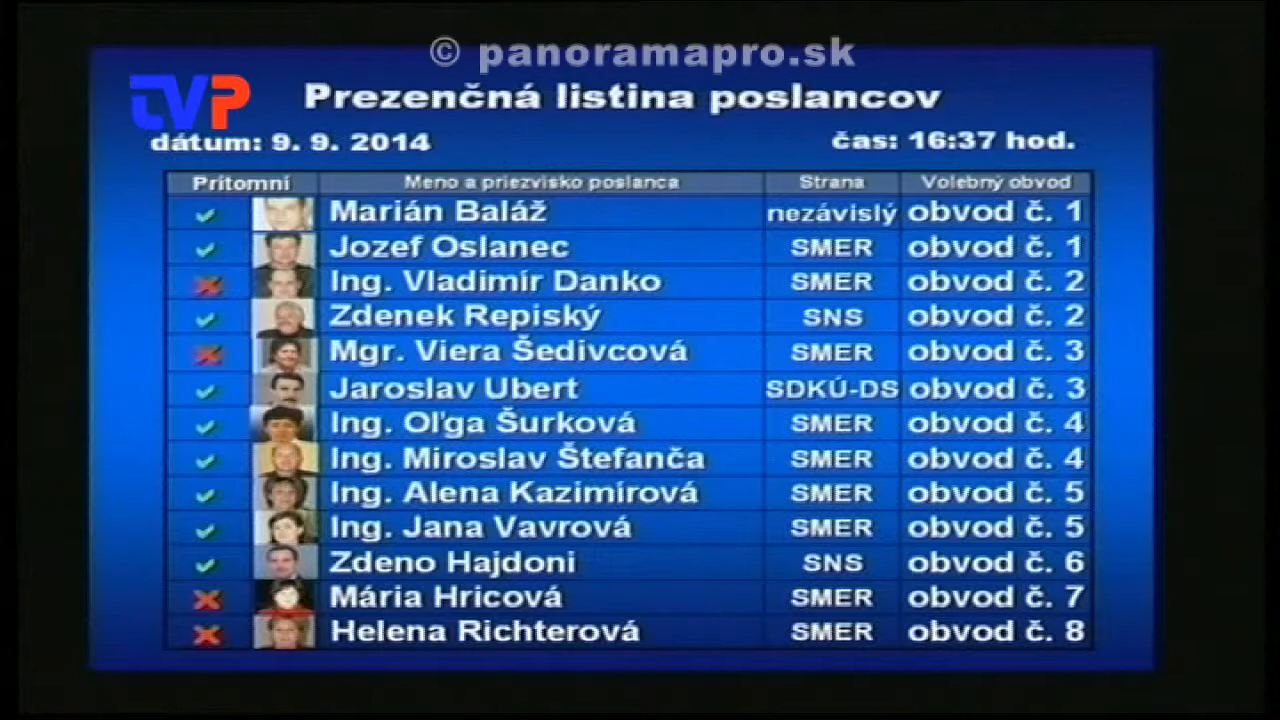 © panoramapro.sk
TVP
Prezenčná listina poslancov
dátum: 9. 9. 2014 čas: 16:37 hod.
Prítomní Meno a priezvisko poslanca Strana Volebný obvod
Marián Baláž nezávislý obvod č. 1
Jozef Oslanec SMER obvod č. 1
Ing. Vladimír Danko SMER obvod č. 2
Zdenek Repiský SNS obvod č. 2
Mgr. Viera Šedivcová SMER obvod č. 3
Jaroslav Ubert SDKÚ-DS obvod č. 3
Ing. Oľga Šurková SMER obvod č. 4
Ing. Miroslav Štefanča SMER obvod č. 4
Ing. Alena Kazimírová SMER obvod č. 5
Ing. Jana Vavrová SMER obvod č. 5
Zdeno Hajdoni SNS obvod č. 6
Mária Hricová SMER obvod č. 7
Helena Richterová SMER obvod č. 8